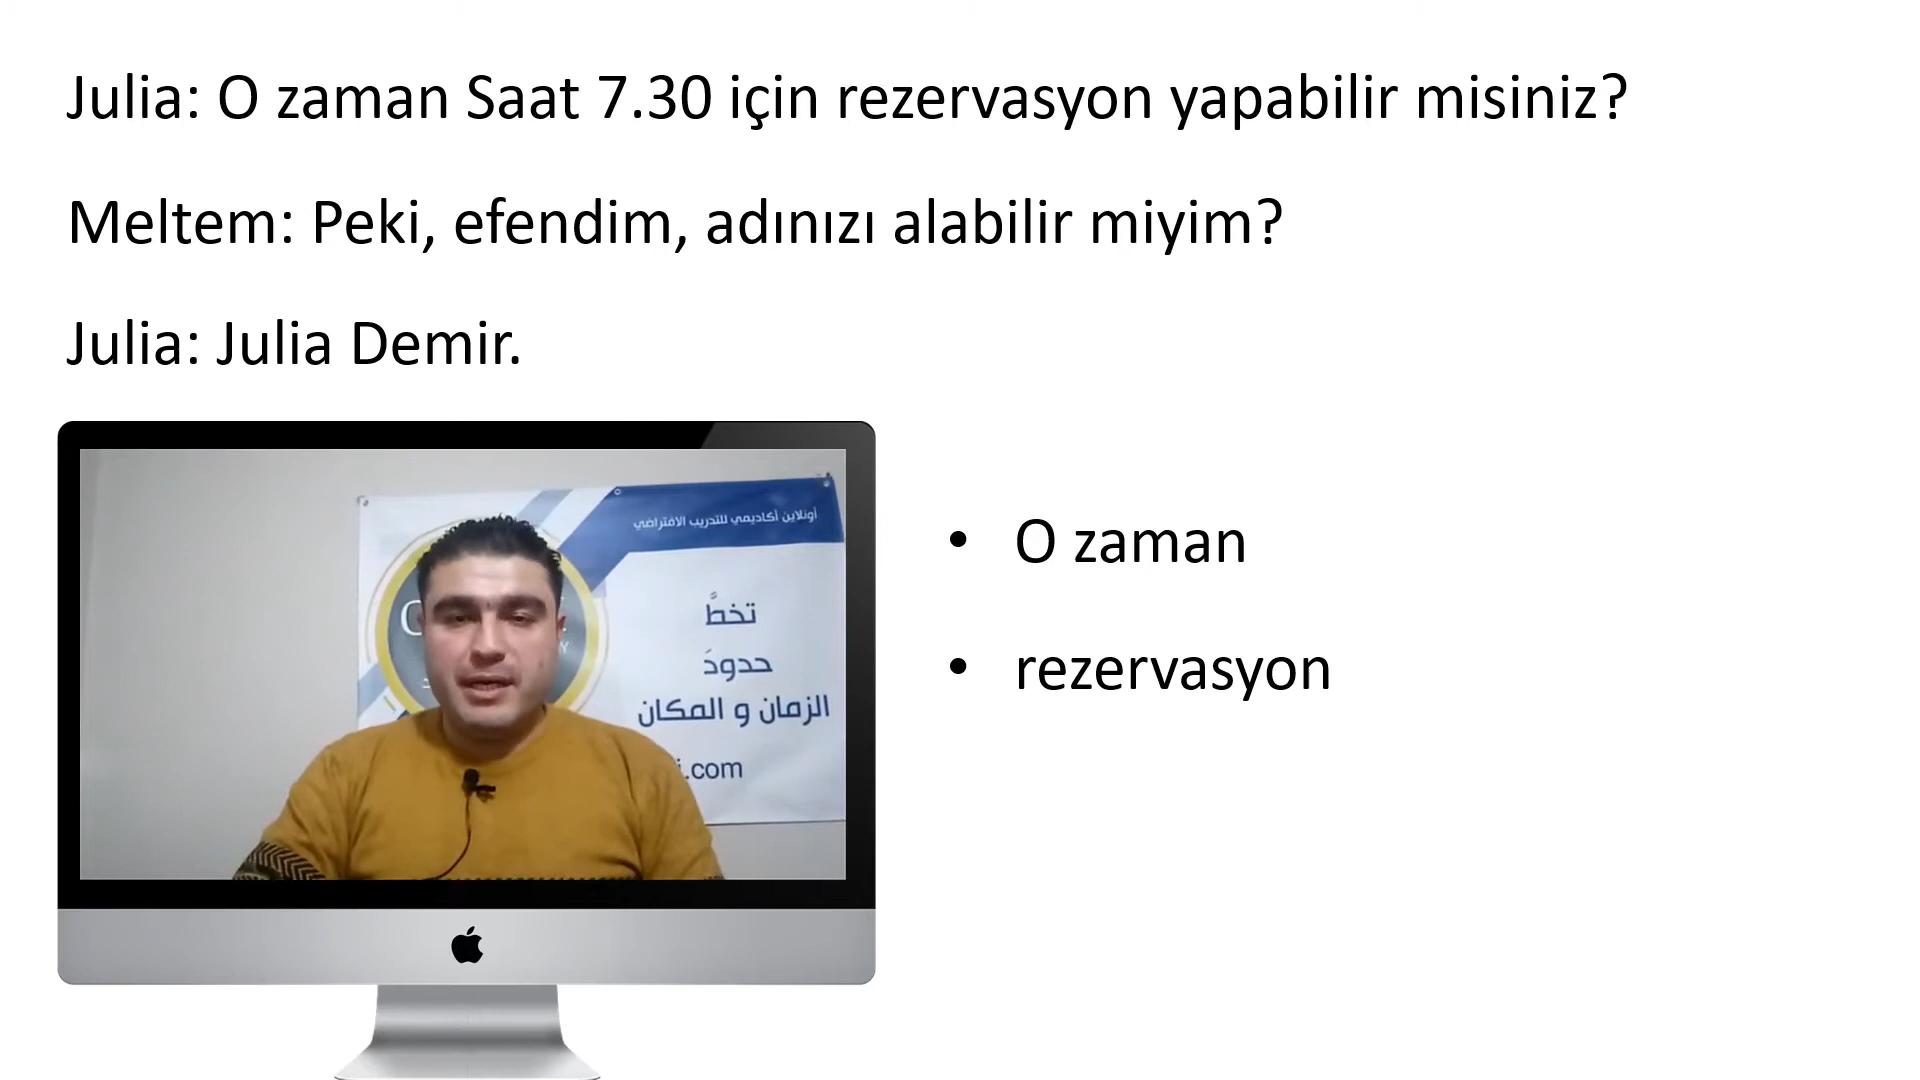 Julia: O zaman Saat 7.30 için rezervasyon yapabilir misiniz?
Meltem: Peki, efendim, adınızı alabilir miyim?
Julia: Julia Demir.
أونلاين أكاديمي للتدريب الافتراضي
تخطَّ
حدودَ
الزمان و المكان
i.com
• O zaman
• rezervasyon